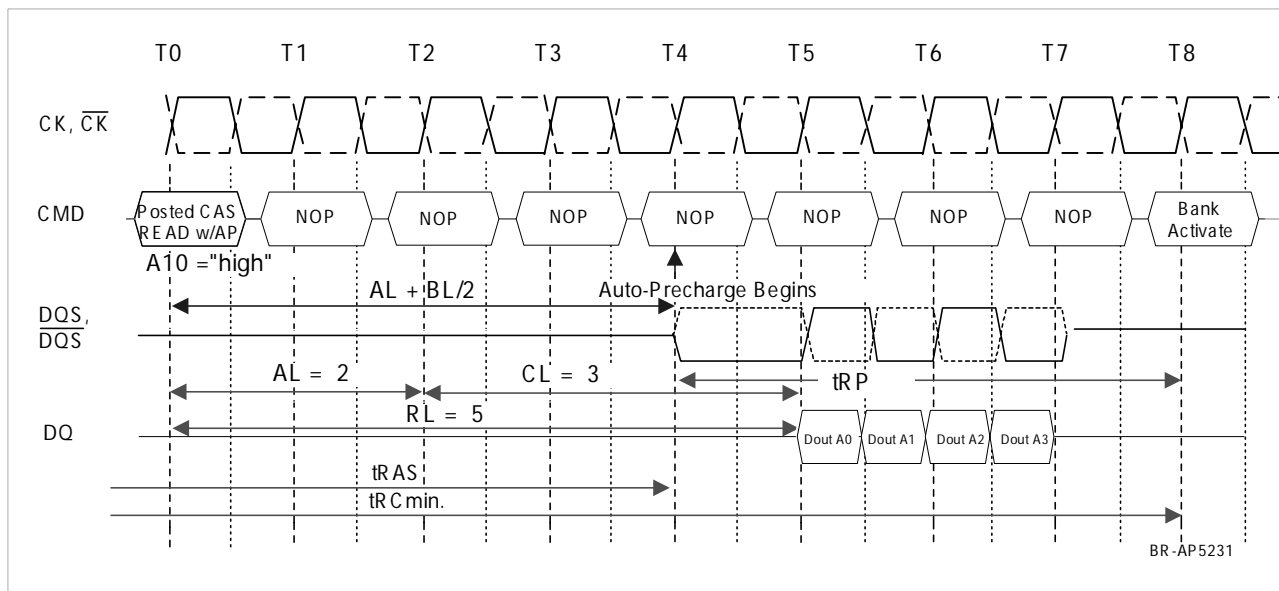 T0 T1 T2 T3 T4 T5 T6 T7 T8
CK, CK
CMD
Posted CAS
READ w/AP
NOP NOP NOP NOP NOP NOP NOP
Bank
Activate
A10 ="high"
AL + BL/2
Auto-Precharge Begins
DQS,
DQS
AL = 2
CL = 3
tRP
RL = 5
DQ
Dout A0 Dout A1 Dout A2 Dout A3
tRAS
tRCmin.
BR-AP5231